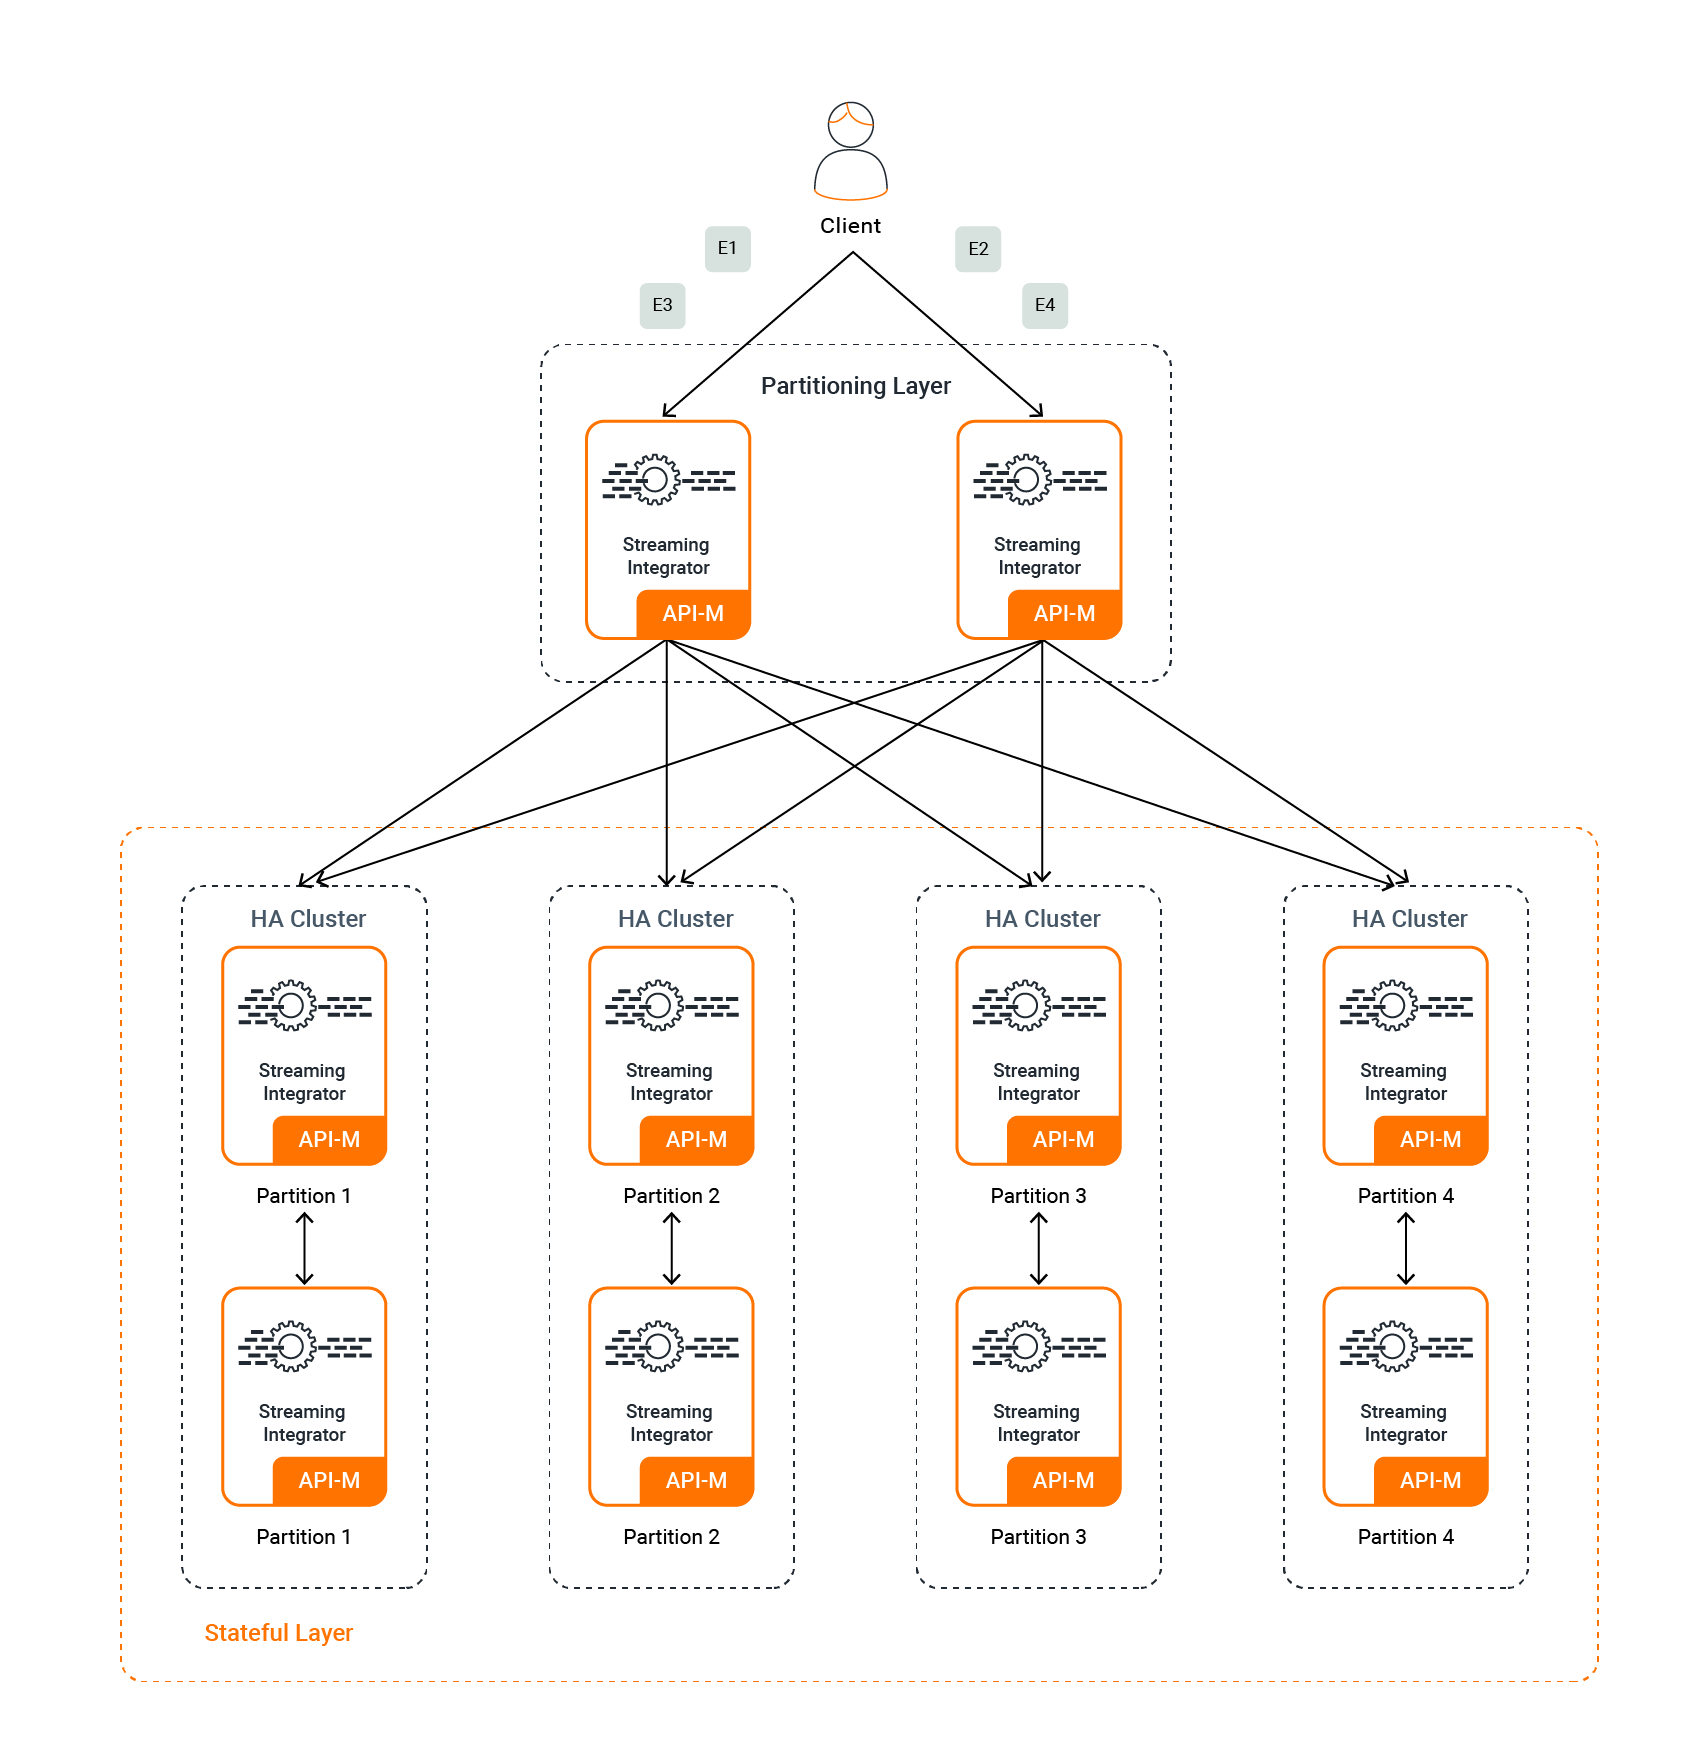 Client
E1
E2
E3
E4
Partitioning Layer
Streaming
Integrator
API-M
Streaming
Integrator
API-M
HA Cluster
HA Cluster
HA Cluster
HA Cluster
Streaming
Integrator
API-M
Partition 1
Streaming
Integrator
API-M
Partition 2
Streaming
Integrator
API-M
Partition 3
Streaming
Integrator
API-M
Partition 4
Streaming
Integrator
API-M
Partition 1
Streaming
Integrator
API-M
Partition 2
Streaming
Integrator
API-M
Partition 3
Streaming
Integrator
API-M
Partition 4
Stateful Layer